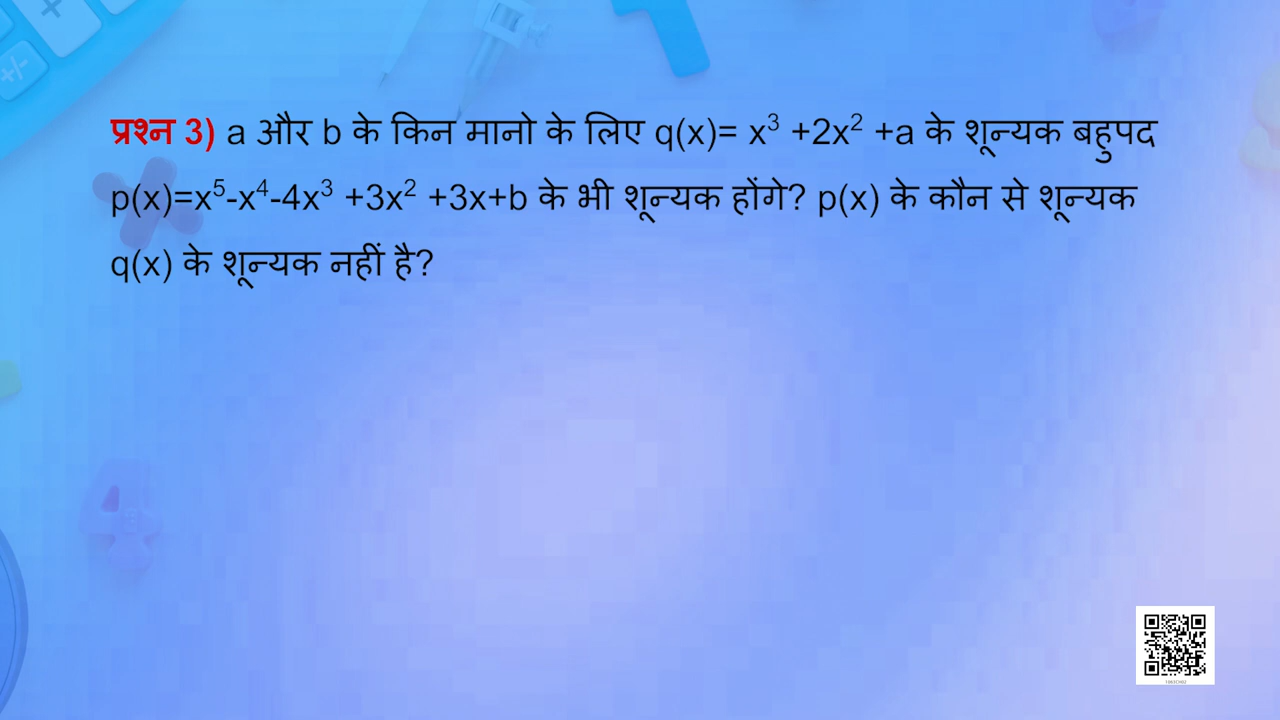 प्रश्न 3) a और b के किन मानो के लिए q(x)= x³ +2x² +a के शून्यक बहुपद
p(x)=x⁵-x⁴-4x³ +3x² +3x+b के भी शून्यक होंगे? p(x) के कौन से शून्यक
q(x) के शून्यक नहीं है?